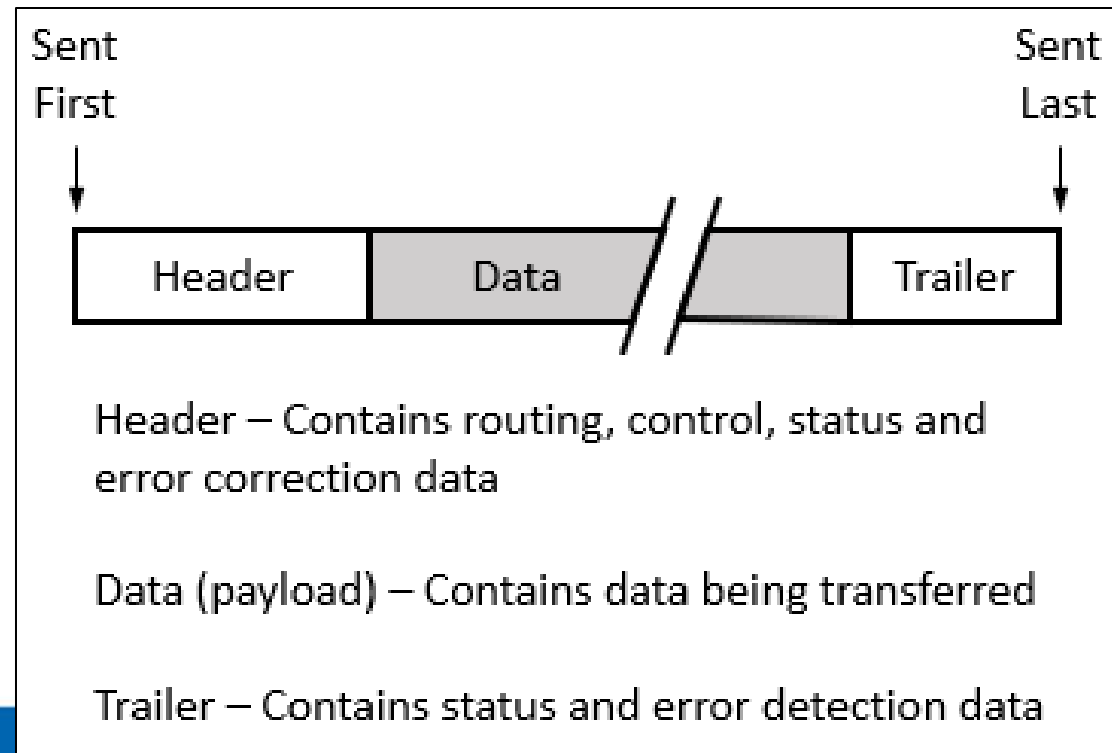 Sent
First
Sent
Last
Header
Data
Trailer
Header – Contains routing, control, status and
error correction data
Data (payload) – Contains data being transferred
Trailer – Contains status and error detection data